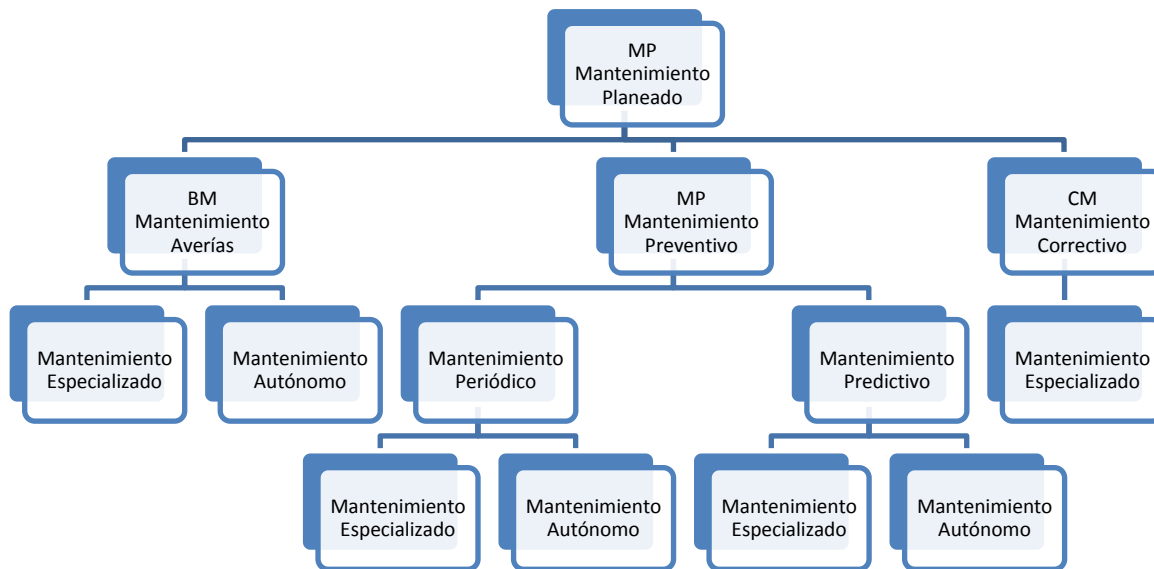 MP
Mantenimiento
Planeado
BM
Mantenimiento
Averías
MP
Mantenimiento
Preventivo
CM
Mantenimiento
Correctivo
Mantenimiento
Especializado
Mantenimiento
Autónomo
Mantenimiento
Periódico
Mantenimiento
Predictivo
Mantenimiento
Especializado
Mantenimiento
Especializado
Mantenimiento
Autónomo
Mantenimiento
Especializado
Mantenimiento
Autónomo